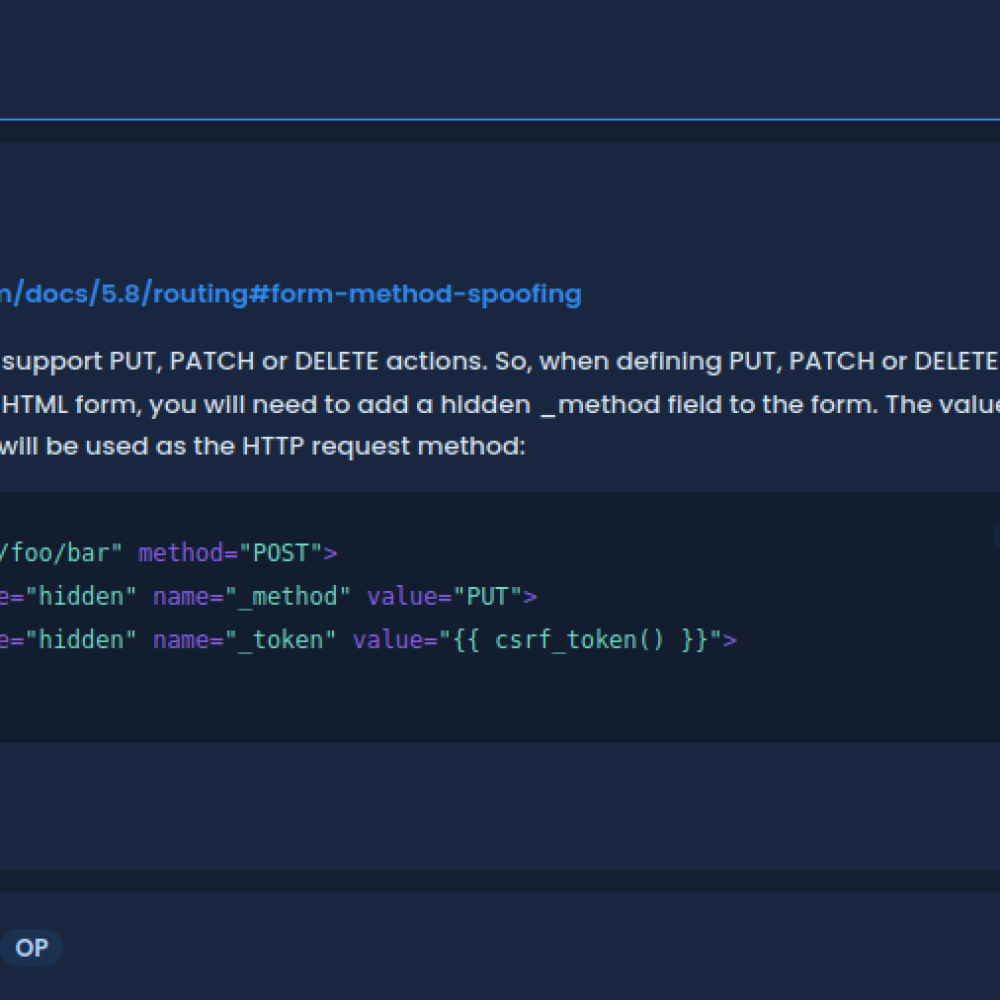 m/docs/5.8/routing#form-method-spoofing
support PUT, PATCH or DELETE actions. So, when defining PUT, PATCH or DELETE
HTML form, you will need to add a hidden _method field to the form. The value
will be used as the HTTP request method:
/foo/bar" method="POST">
e="hidden" name="_method" value="PUT">
e="hidden" name="_token" value="{{ csrf_token() }}">
OP